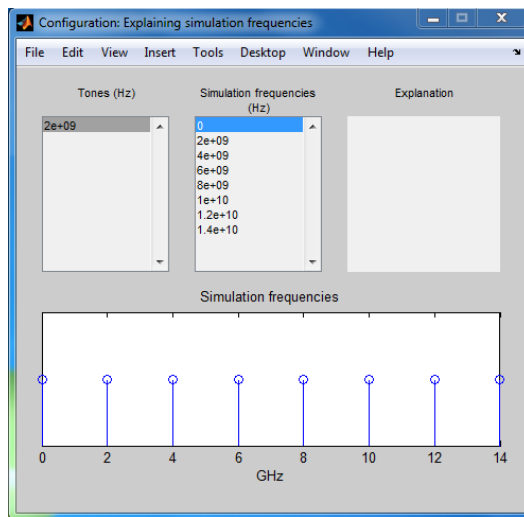 Configuration: Explaining simulation frequencies
File Edit View Insert Tools Desktop Window Help
Tones (Hz)
Simulation frequencies
(Hz)
Explanation
2e+09
0
2e+09
4e+09
6e+09
8e+09
1e+10
1.2e+10
1.4e+10
Simulation frequencies
0 2 4 6 8 10 12 14
GHz